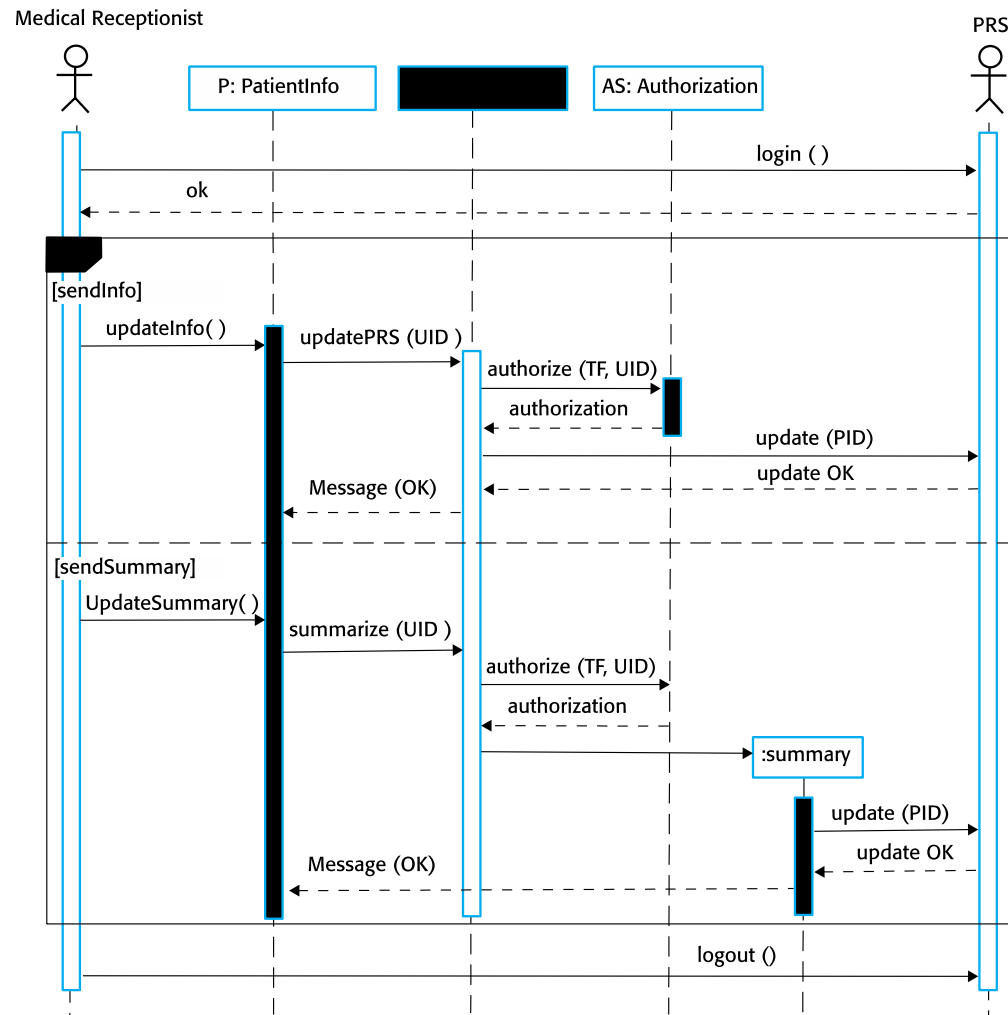 Medical Receptionist
PRS
P: PatientInfo
AS: Authorization
login ( )
ok
[sendInfo]
updateInfo( )
updatePRS (UID )
authorize (TF, UID)
authorization
update (PID)
update OK
Message (OK)
[sendSummary]
UpdateSummary( )
summarize (UID )
authorize (TF, UID)
authorization
:summary
update (PID)
update OK
Message (OK)
logout ()